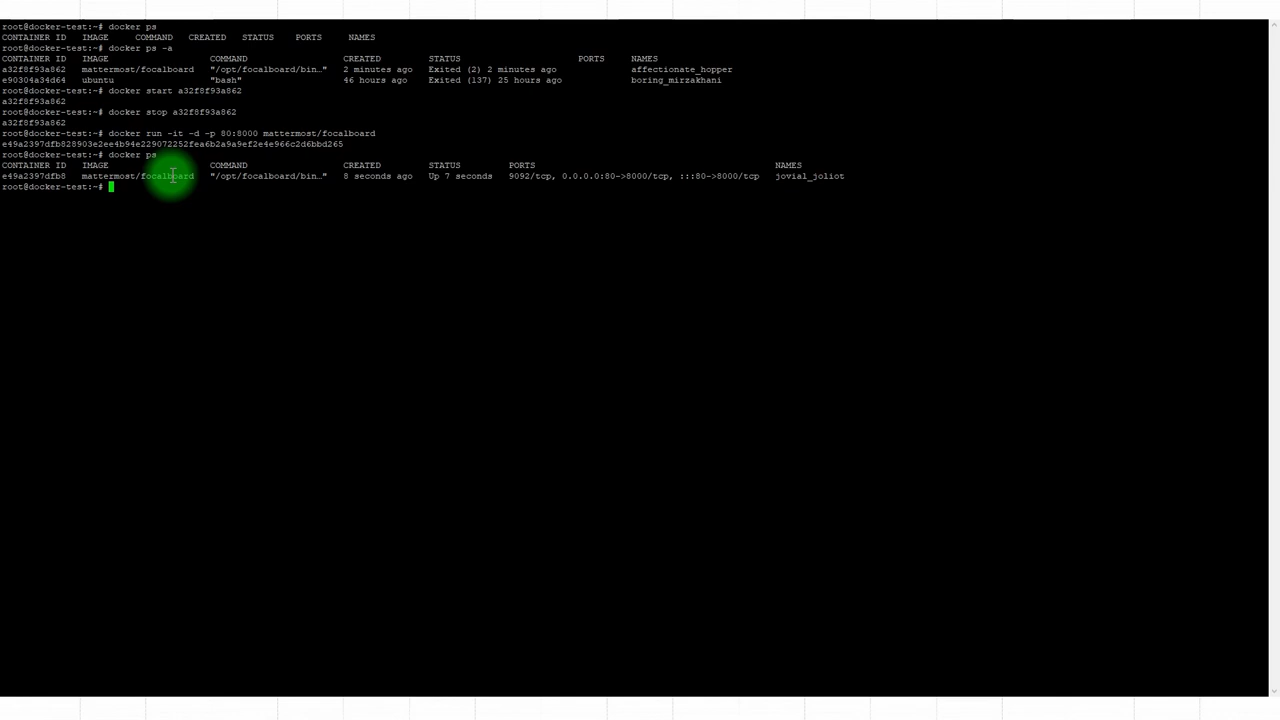 root@docker-test:~# docker ps
CONTAINER ID   IMAGE     COMMAND   CREATED   STATUS    PORTS     NAMES
root@docker-test:~# docker ps -a
CONTAINER ID   IMAGE                   COMMAND                  CREATED         STATUS                      PORTS     NAMES
a32f8f93a862   mattermost/focalboard   "/opt/focalboard/bin…"   2 minutes ago   Exited (2) 2 minutes ago              affectionate_hopper
e90304a34d64   ubuntu                  "bash"                   46 hours ago    Exited (137) 25 hours ago             boring_mirzakhani
root@docker-test:~# docker start a32f8f93a862
a32f8f93a862
root@docker-test:~# docker stop a32f8f93a862
a32f8f93a862
root@docker-test:~# docker run -it -d -p 80:8000 mattermost/focalboard
e49a2397dfb828903e2ee4b94e229072252fea6b2a9a9ef2e4e966c2d6bbd265
root@docker-test:~# docker ps
CONTAINER ID   IMAGE                   COMMAND                  CREATED         STATUS         PORTS                                             NAMES
e49a2397dfb8   mattermost/focalboard   "/opt/focalboard/bin…"   8 seconds ago   Up 7 seconds   9092/tcp, 0.0.0.0:80->8000/tcp, :::80->8000/tcp   jovial_joliot
root@docker-test:~#